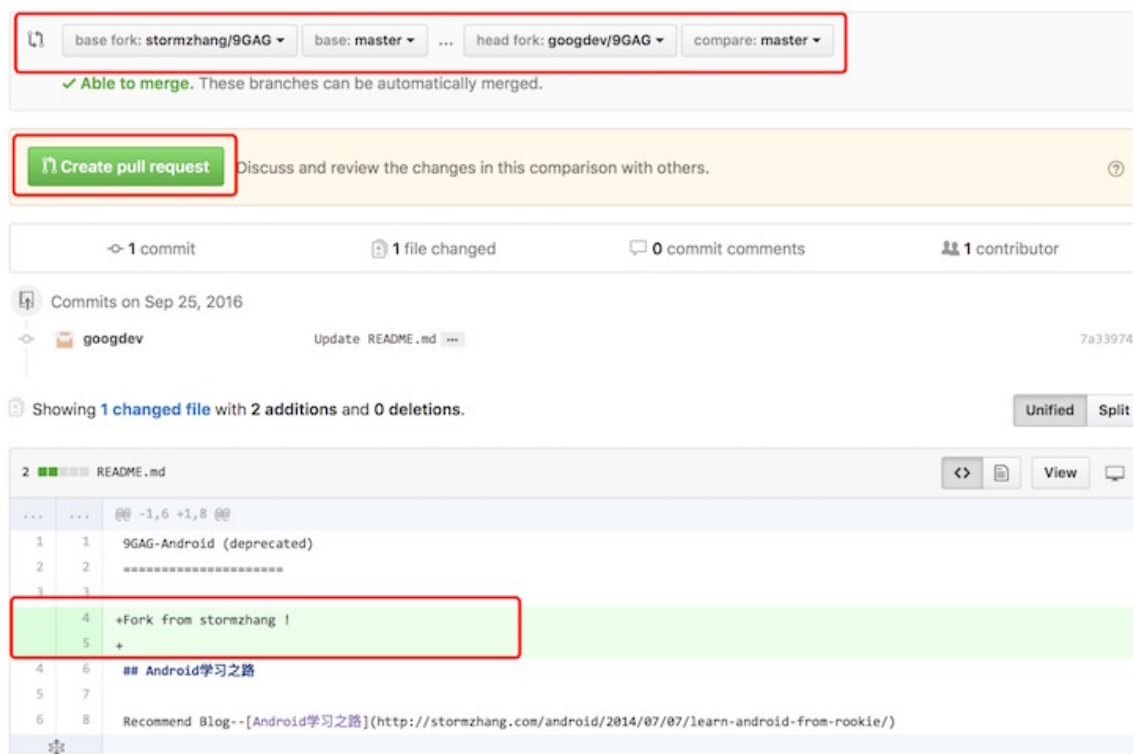 base fork: stormzhang/9GAG base: master ... head fork: googdev/9GAG compare: master
✓ Able to merge. These branches can be automatically merged.
Create pull request Discuss and review the changes in this comparison with others.
1 commit 1 file changed 0 commit comments 1 contributor
Commits on Sep 25, 2016
googdev Update README.md ... 7a33974
Showing 1 changed file with 2 additions and 0 deletions. Unified Split
2 README.md <> View
... ... @@ -1,6 +1,8 @@
1 1 9GAG-Android (deprecated)
2 2 =====================
3 3
4 +Fork from stormzhang !
5 +
4 6 ## Android学习之路
5 7
6 8 Recommend Blog--[Android学习之路](http://stormzhang.com/android/2014/07/07/learn-android-from-rookie/)